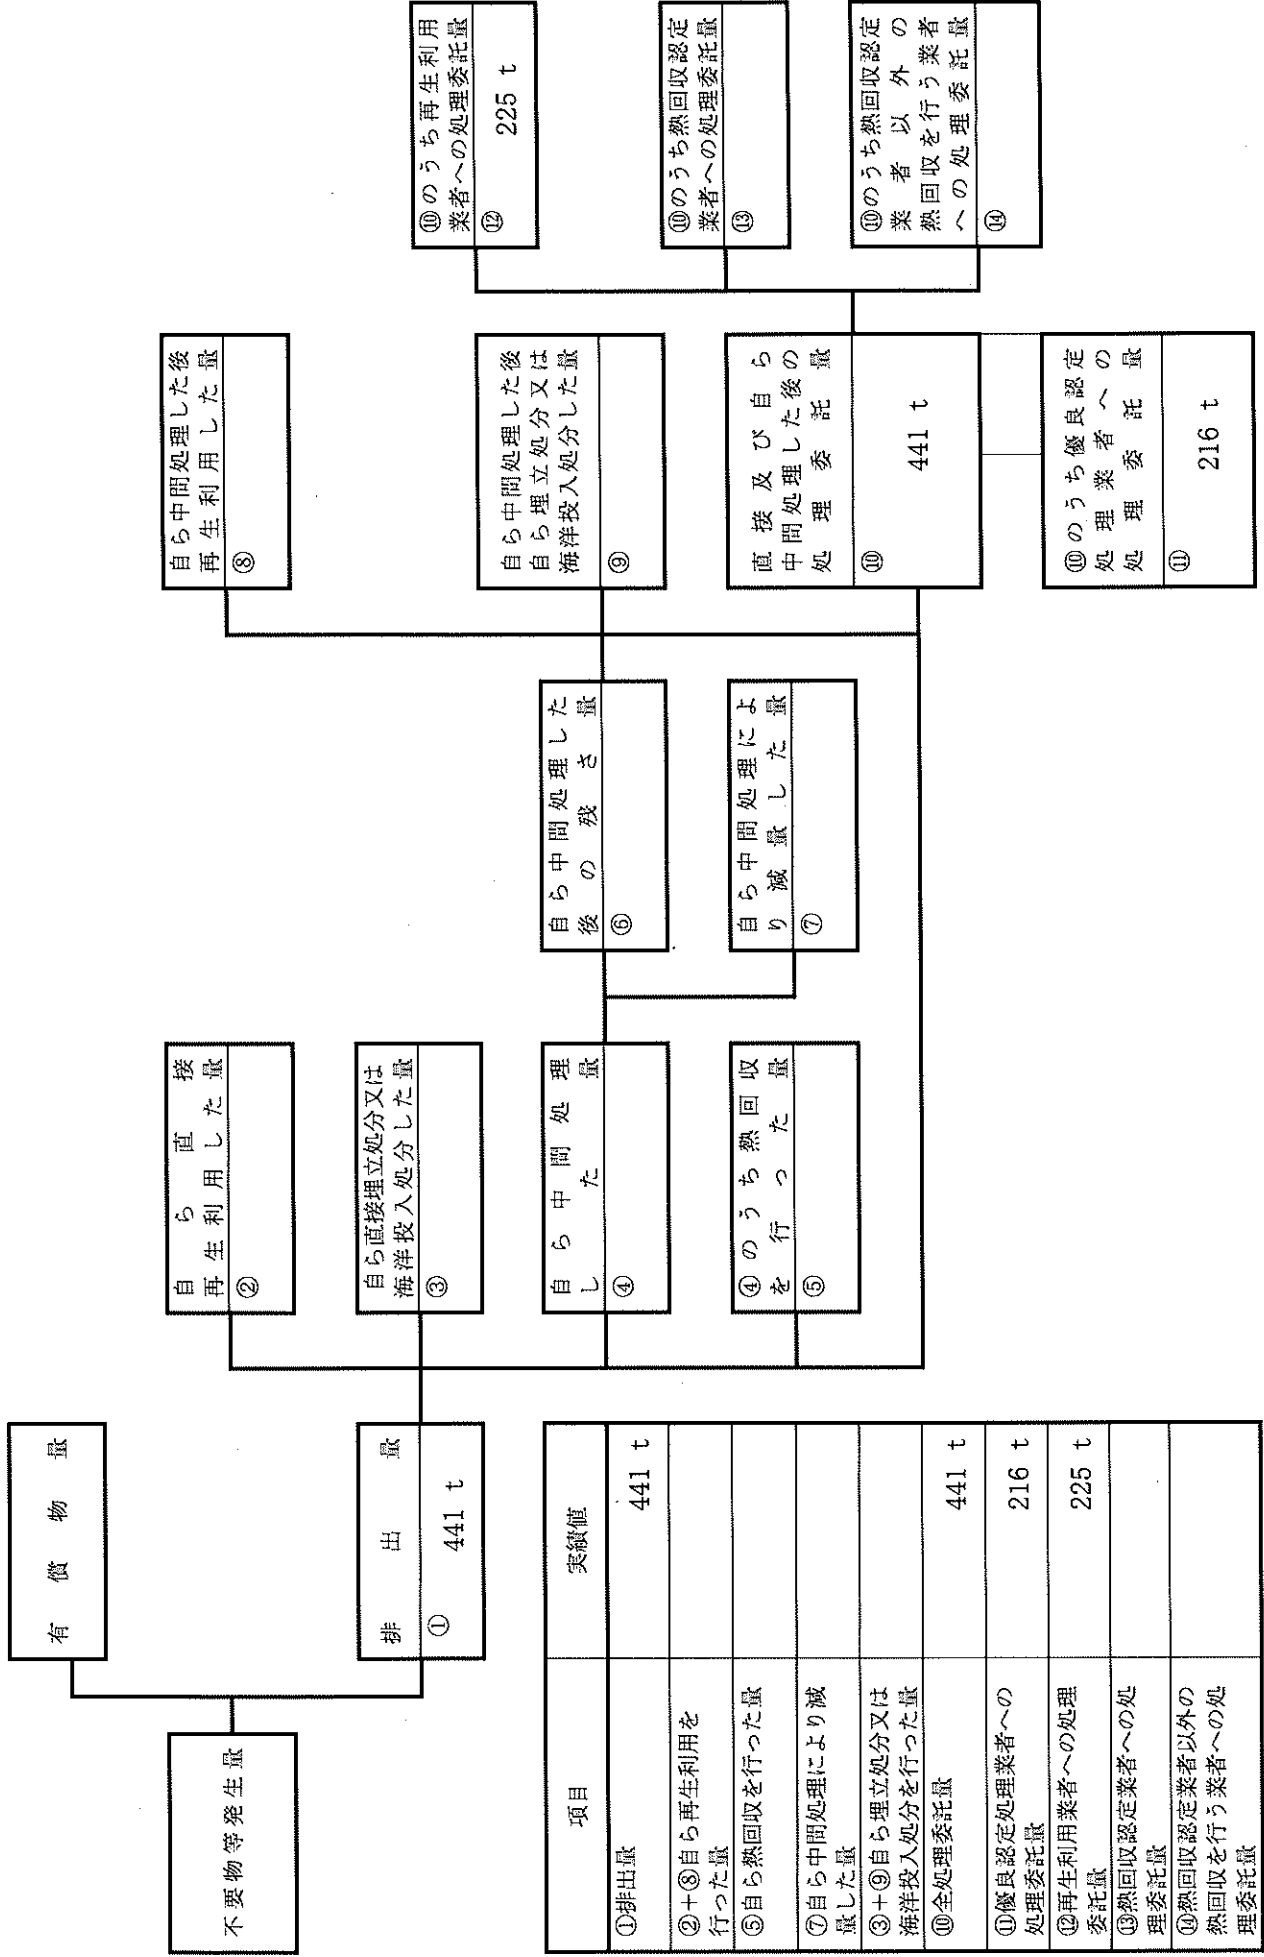 不要物等発生量
有償物量
排出量
① 441 t
自ら直接
再生利用した量
②
自ら直接埋立処分又は
海洋投入処分した量
③
自ら中間処理
した量
④
④のうち熱回収
を行った量
⑤
自ら中間処理した
後の残さ量
⑥
自ら中間処理によ
り減量した量
⑦
自ら中間処理した後
再生利用した量
⑧
自ら中間処理した後
自ら埋立処分又は
海洋投入処分した量
⑨
直接及び自ら
中間処理した後の
処理委託量
⑩ 441 t
⑩のうち優良認定
処理業者への
処理委託量
⑪ 216 t
⑩のうち再生利用
業者への処理委託量
⑫ 225 t
⑩のうち熱回収認定
業者への処理委託量
⑬
⑩のうち熱回収認定
業者以外の
熱回収を行う業者
への処理委託量
⑭
項目 実績値
①排出量 441 t
②+⑧自ら再生利用を
行った量
⑤自ら熱回収を行った量
⑦自ら中間処理により減
量した量
③+⑨自ら埋立処分又は
海洋投入処分を行った量
⑩全処理委託量 441 t
⑪優良認定処理業者への
処理委託量 216 t
⑫再生利用業者への処理
委託量 225 t
⑬熱回収認定業者への処
理委託量
⑭熱回収認定業者以外の
熱回収を行う業者への処
理委託量